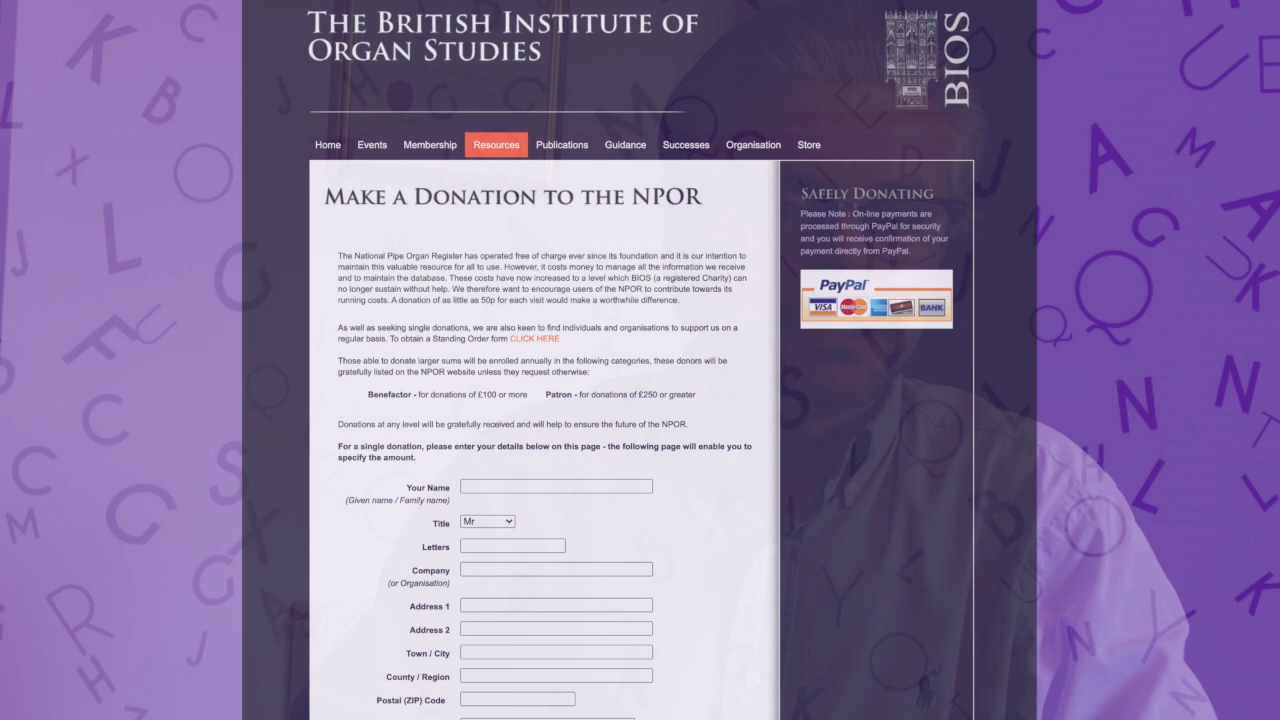 THE BRITISH INSTITUTE OF
ORGAN STUDIES
BIOS
Home Events Membership Resources Publications Guidance Successes Organisation Store
MAKE A DONATION TO THE NPOR
The National Pipe Organ Register has operated free of charge ever since its foundation and it is our intention to
maintain this valuable resource for all to use. However, it costs money to manage all the information we receive
and to maintain the database. These costs have now increased to a level which BIOS (a registered Charity) can
no longer sustain without help. We therefore want to encourage users of the NPOR to contribute towards its
running costs. A donation of as little as 50p for each visit would make a worthwhile difference.
As well as seeking single donations, we are also keen to find individuals and organisations to support us on a
regular basis. To obtain a Standing Order form CLICK HERE
Those able to donate larger sums will be enrolled annually in the following categories, these donors will be
gratefully listed on the NPOR website unless they request otherwise:
Benefactor - for donations of £100 or more Patron - for donations of £250 or greater
Donations at any level will be gratefully received and will help to ensure the future of the NPOR.
For a single donation, please enter your details below on this page - the following page will enable you to
specify the amount.
Your Name
(Given name / Family name)
Title Mr
Letters
Company
(or Organisation)
Address 1
Address 2
Town / City
County / Region
Postal (ZIP) Code
SAFELY DONATING
Please Note : On-line payments are
processed through PayPal for security
and you will receive confirmation of your
payment directly from PayPal.
PayPal
VISA MasterCard BANK